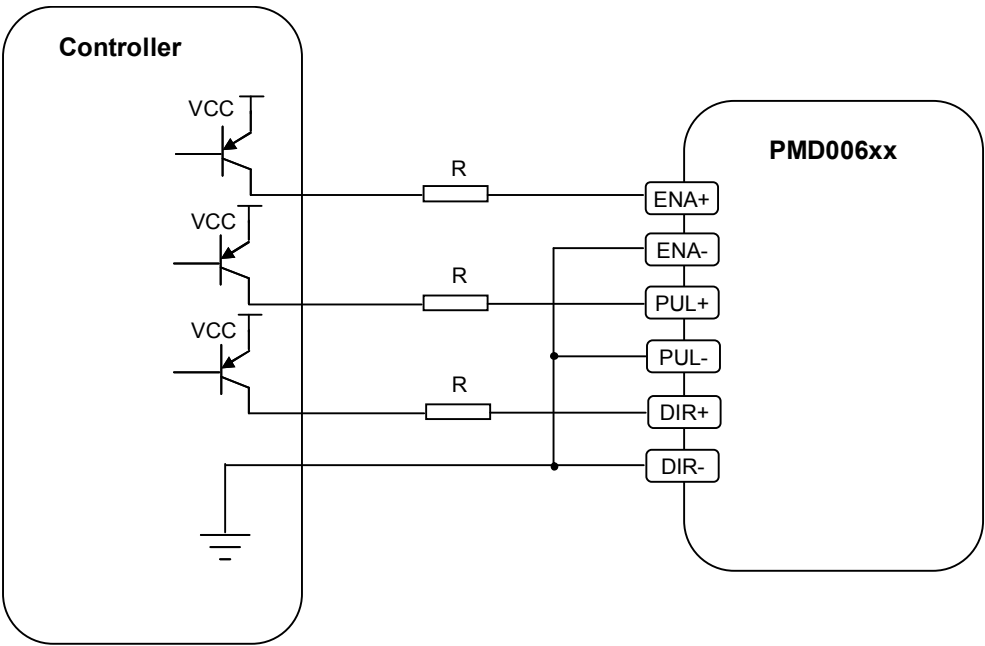 Controller
VCC
VCC
VCC
R
R
R
PMD006xx
ENA+
ENA-
PUL+
PUL-
DIR+
DIR-